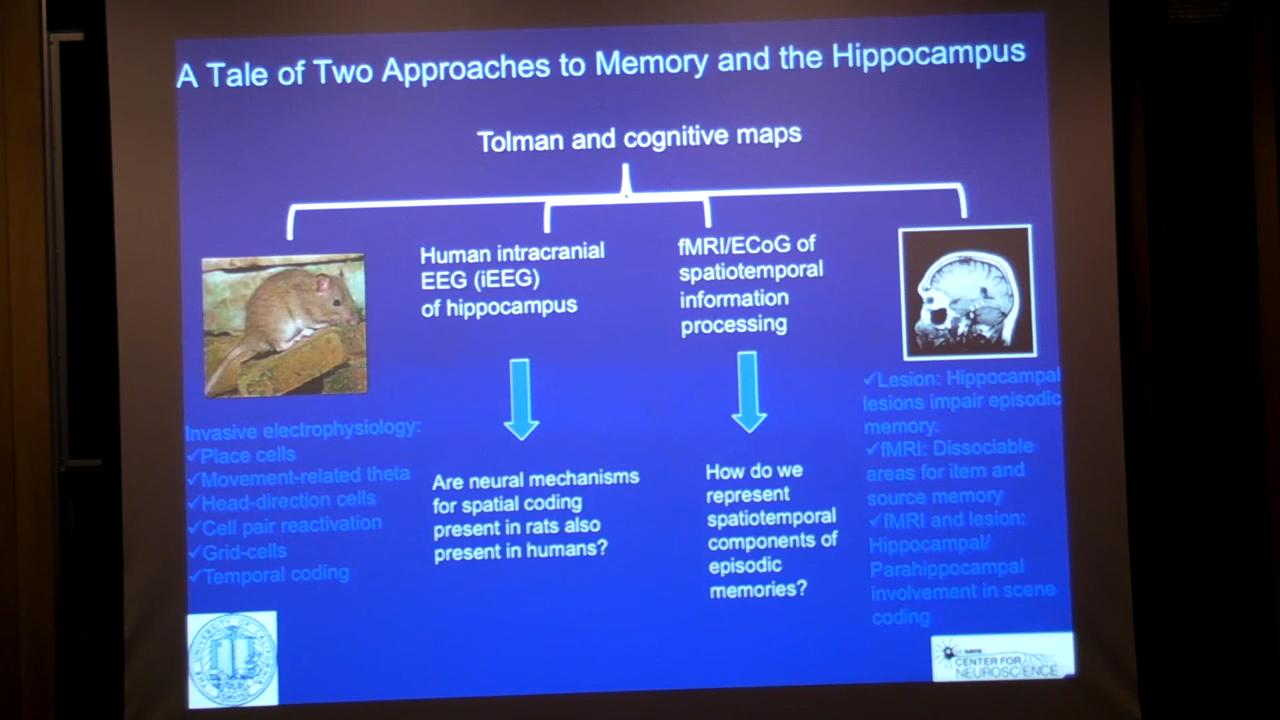 A Tale of Two Approaches to Memory and the Hippocampus
Tolman and cognitive maps
Human intracranial
EEG (iEEG)
of hippocampus
fMRI/ECoG of
spatiotemporal
information
processing
Invasive electrophysiology:
✓Place cells
✓Movement-related theta
✓Head-direction cells
✓Cell pair reactivation
✓Grid-cells
✓Temporal coding
Are neural mechanisms
for spatial coding
present in rats also
present in humans?
How do we
represent
spatiotemporal
components of
episodic
memories?
✓Lesion: Hippocampal
lesions impair episodic
memory.
✓fMRI: Dissociable
areas for item and
source memory
✓fMRI and lesion:
Hippocampal/
Parahippocampal
involvement in scene
coding
CENTER FOR
NEUROSCIENCE